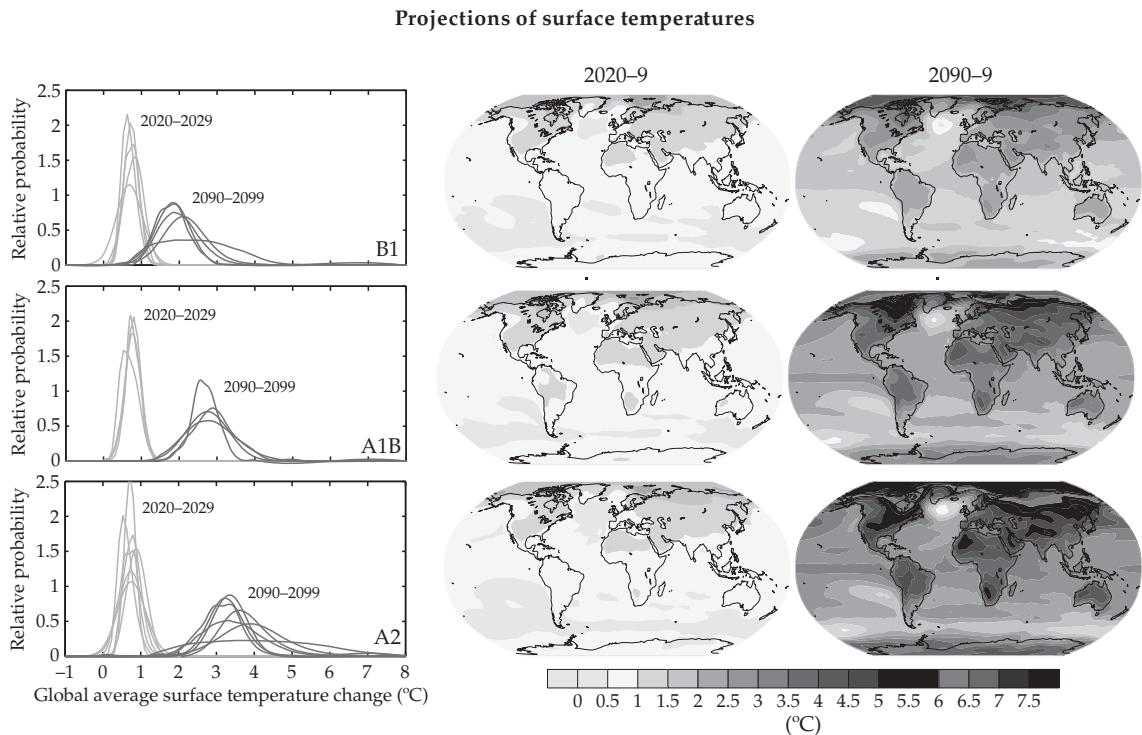 Projections of surface temperatures
2020–9
2090–9
2.5
2
1.5
1
0.5
0
Relative probability
2020–2029
2090–2099
B1
2.5
2
1.5
1
0.5
0
Relative probability
2020–2029
2090–2099
A1B
2.5
2
1.5
1
0.5
0
Relative probability
2020–2029
2090–2099
A2
–1 0 1 2 3 4 5 6 7 8
Global average surface temperature change (°C)
0 0.5 1 1.5 2 2.5 3 3.5 4 4.5 5 5.5 6 6.5 7 7.5
(°C)